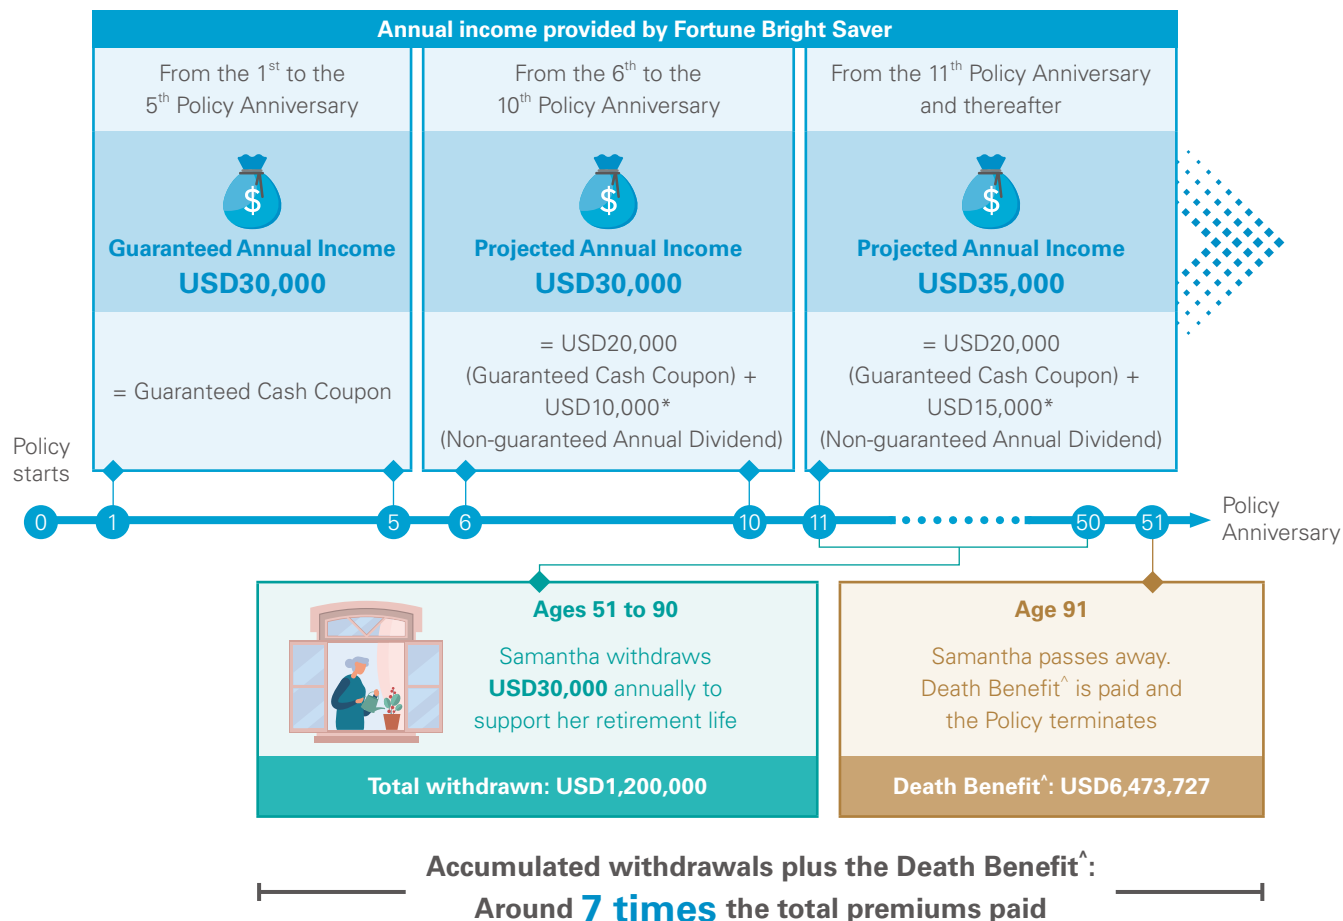 Annual income provided by Fortune Bright Saver
From the 1st to the
5th Policy Anniversary
$
Guaranteed Annual Income
USD30,000
= Guaranteed Cash Coupon
From the 6th to the
10th Policy Anniversary
$
Projected Annual Income
USD30,000
= USD20,000
(Guaranteed Cash Coupon) +
USD10,000*
(Non-guaranteed Annual Dividend)
From the 11th Policy Anniversary
and thereafter
$
Projected Annual Income
USD35,000
= USD20,000
(Guaranteed Cash Coupon) +
USD15,000*
(Non-guaranteed Annual Dividend)
Policy
starts
0 1 5 6 10 11 50 51
Policy
Anniversary
Ages 51 to 90
Samantha withdraws
USD30,000 annually to
support her retirement life
Total withdrawn: USD1,200,000
Age 91
Samantha passes away.
Death Benefit^ is paid and
the Policy terminates
Death Benefit^: USD6,473,727
Accumulated withdrawals plus the Death Benefit^:
Around 7 times the total premiums paid